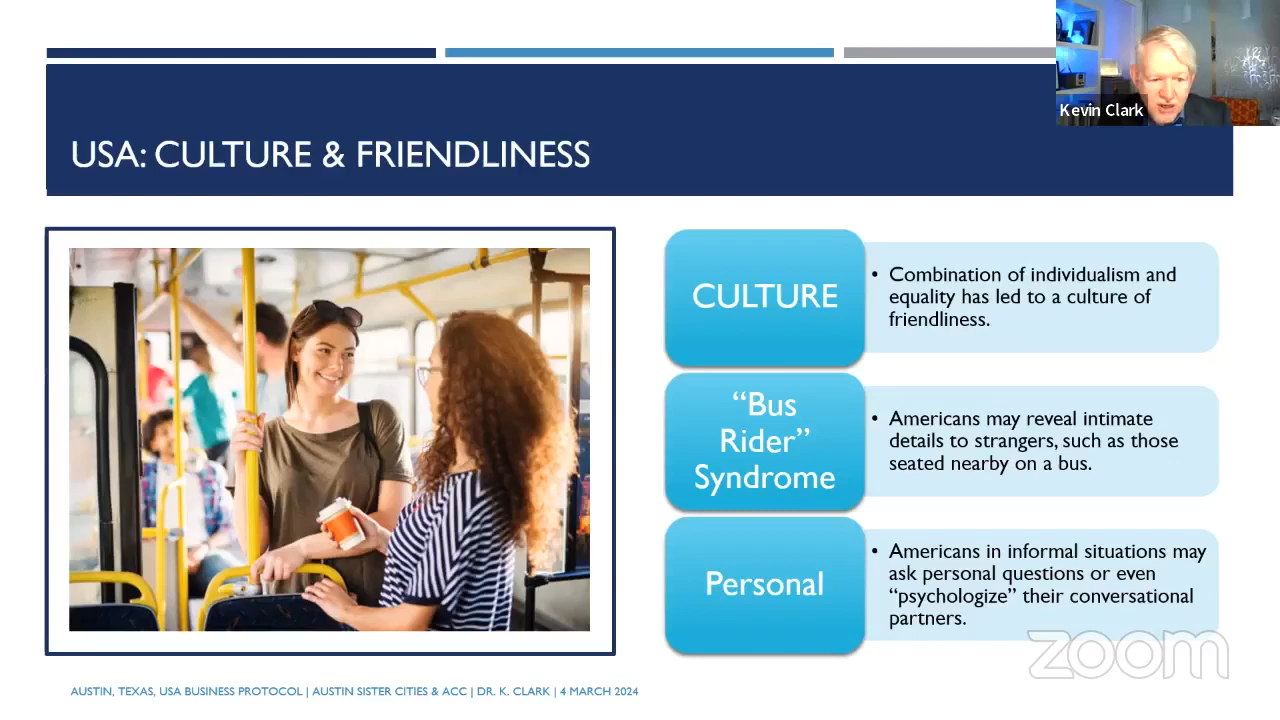 Kevin Clark
USA: CULTURE & FRIENDLINESS
CULTURE
• Combination of individualism and
equality has led to a culture of
friendliness.
“Bus
Rider”
Syndrome
• Americans may reveal intimate
details to strangers, such as those
seated nearby on a bus.
Personal
• Americans in informal situations may
ask personal questions or even
“psychologize” their conversational
partners.
zoom
AUSTIN, TEXAS, USA BUSINESS PROTOCOL | AUSTIN SISTER CITIES & ACC | DR. K. CLARK | 4 MARCH 2024